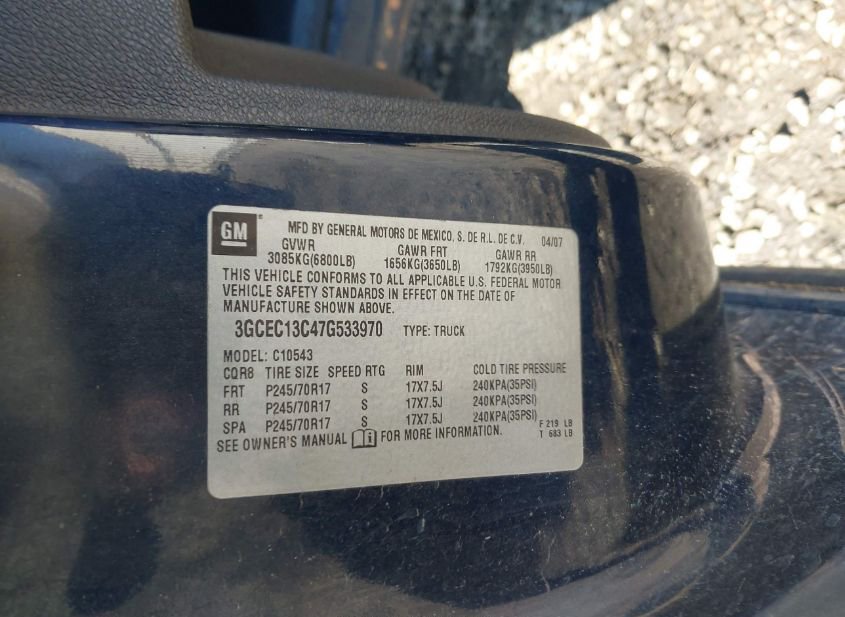 GM
MFD BY GENERAL MOTORS DE MEXICO, S. DE R.L. DE C.V. 04/07
GVWR GAWR FRT GAWR RR
3085KG(6800LB) 1656KG(3650LB) 1792KG(3950LB)
THIS VEHICLE CONFORMS TO ALL APPLICABLE U.S. FEDERAL MOTOR
VEHICLE SAFETY STANDARDS IN EFFECT ON THE DATE OF
MANUFACTURE SHOWN ABOVE.
3GCEC13C47G533970 TYPE: TRUCK
MODEL: C10543
CQR8 TIRE SIZE SPEED RTG RIM COLD TIRE PRESSURE
FRT P245/70R17 S 17X7.5J 240KPA(35PSI)
RR P245/70R17 S 17X7.5J 240KPA(35PSI)
SPA P245/70R17 S 17X7.5J 240KPA(35PSI)
F 219 LB
T 683 LB
SEE OWNER'S MANUAL FOR MORE INFORMATION.